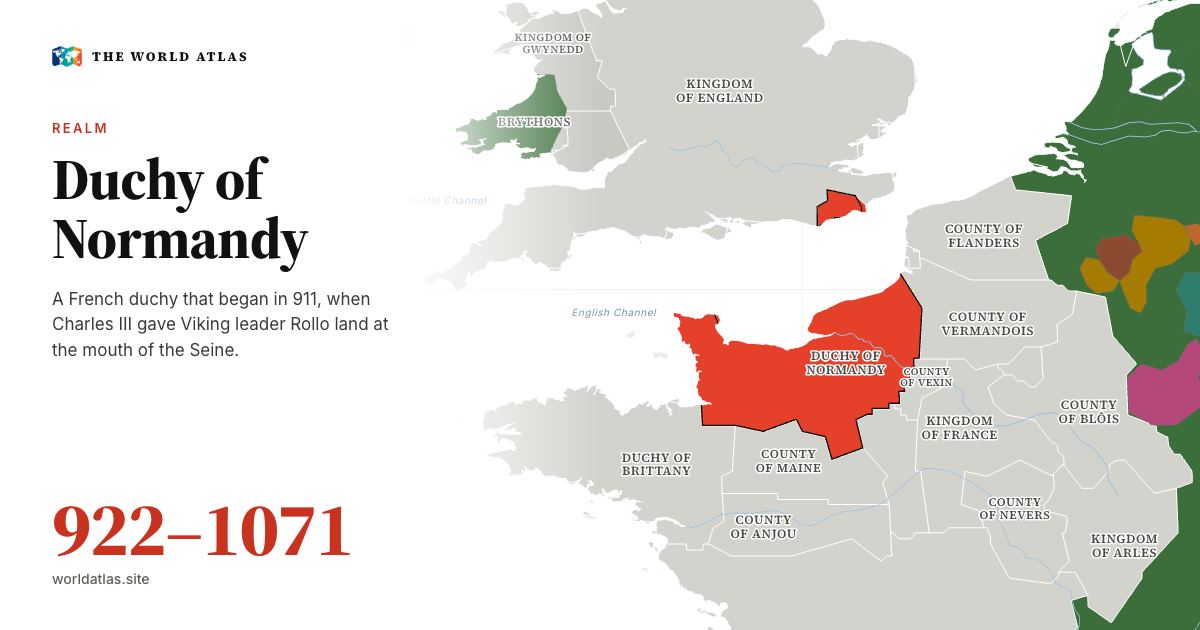 THE WORLD ATLAS
REALM
Duchy of
Normandy
A French duchy that began in 911, when
Charles III gave Viking leader Rollo land at
the mouth of the Seine.
922–1071
worldatlas.site
KINGDOM OF
GWYNEDD
KINGDOM
OF ENGLAND
BRYTHONS
Channel
English Channel
COUNTY OF
FLANDERS
COUNTY OF
VERMANDOIS
DUCHY OF
NORMANDY
COUNTY
OF VEXIN
COUNTY
OF BLÔIS
KINGDOM
OF FRANCE
DUCHY OF
BRITTANY
COUNTY
OF MAINE
COUNTY
OF NEVERS
COUNTY
OF ANJOU
KINGDOM
OF ARLES